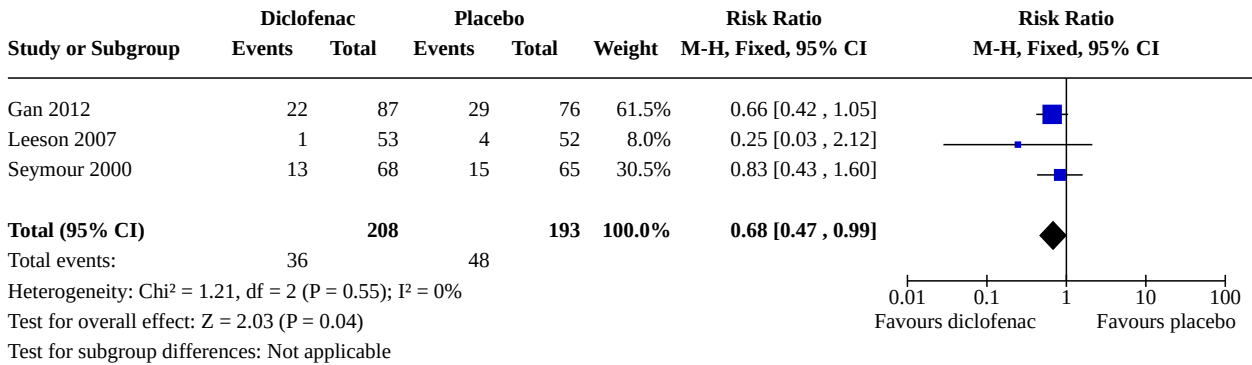 Diclofenac Placebo Risk Ratio Risk Ratio
Study or Subgroup Events Total Events Total Weight M-H, Fixed, 95% CI M-H, Fixed, 95% CI
Gan 2012 22 87 29 76 61.5% 0.66 [0.42 , 1.05]
Leeson 2007 1 53 4 52 8.0% 0.25 [0.03 , 2.12]
Seymour 2000 13 68 15 65 30.5% 0.83 [0.43 , 1.60]
Total (95% CI) 208 193 100.0% 0.68 [0.47 , 0.99]
Total events: 36 48
Heterogeneity: Chi² = 1.21, df = 2 (P = 0.55); I² = 0%
0.01 0.1 1 10 100
Test for overall effect: Z = 2.03 (P = 0.04)
Favours diclofenac Favours placebo
Test for subgroup differences: Not applicable